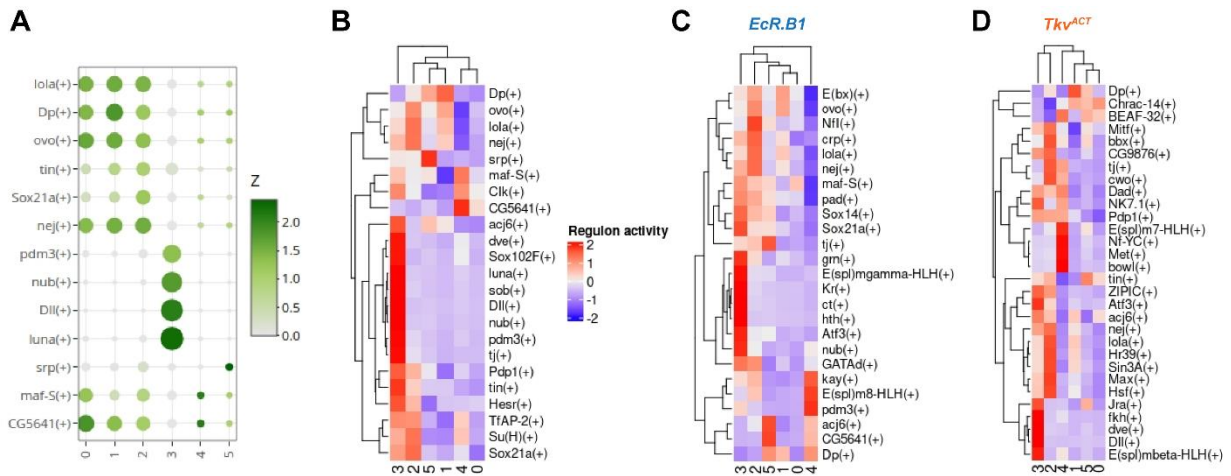 A
lola(+)
Dp(+)
ovo(+)
tin(+)
Sox21a(+)
nej(+)
pdm3(+)
nub(+)
Dll(+)
luna(+)
srp(+)
maf-S(+)
CG5641(+)
0 1 2 3 4 5
Z
2.0
1.5
1.0
0.5
0.0
B
Dp(+)
ovo(+)
lola(+)
nej(+)
srp(+)
maf-S(+)
Clk(+)
CG5641(+)
acj6(+)
dve(+)
Sox102F(+)
luna(+)
sob(+)
Dll(+)
nub(+)
pdm3(+)
tj(+)
Pdp1(+)
tin(+)
Hesr(+)
TfAP-2(+)
Su(H)(+)
Sox21a(+)
3 2 5 1 4 0
Regulon activity
2
1
0
-1
-2
C
EcR.B1
E(bx)(+)
ovo(+)
NfI(+)
crp(+)
lola(+)
nej(+)
maf-S(+)
pad(+)
Sox14(+)
Sox21a(+)
tj(+)
grn(+)
E(spl)mgamma-HLH(+)
Kr(+)
ct(+)
hth(+)
Atf3(+)
nub(+)
GATAd(+)
kay(+)
E(spl)m8-HLH(+)
pdm3(+)
acj6(+)
CG5641(+)
Dp(+)
3 2 5 1 0 4
D
Tkv^ACT
Dp(+)
Chrac-14(+)
BEAF-32(+)
Mitf(+)
bbx(+)
CG9876(+)
tj(+)
cwo(+)
Dad(+)
NK7.1(+)
Pdp1(+)
E(spl)m7-HLH(+)
Nf-YC(+)
Met(+)
bowl(+)
tin(+)
ZIPIC(+)
Atf3(+)
acj6(+)
nej(+)
lola(+)
Hr39(+)
Sin3A(+)
Max(+)
Hsf(+)
Jra(+)
fkh(+)
dve(+)
Dll(+)
E(spl)mbeta-HLH(+)
3 2 4 1 5 0